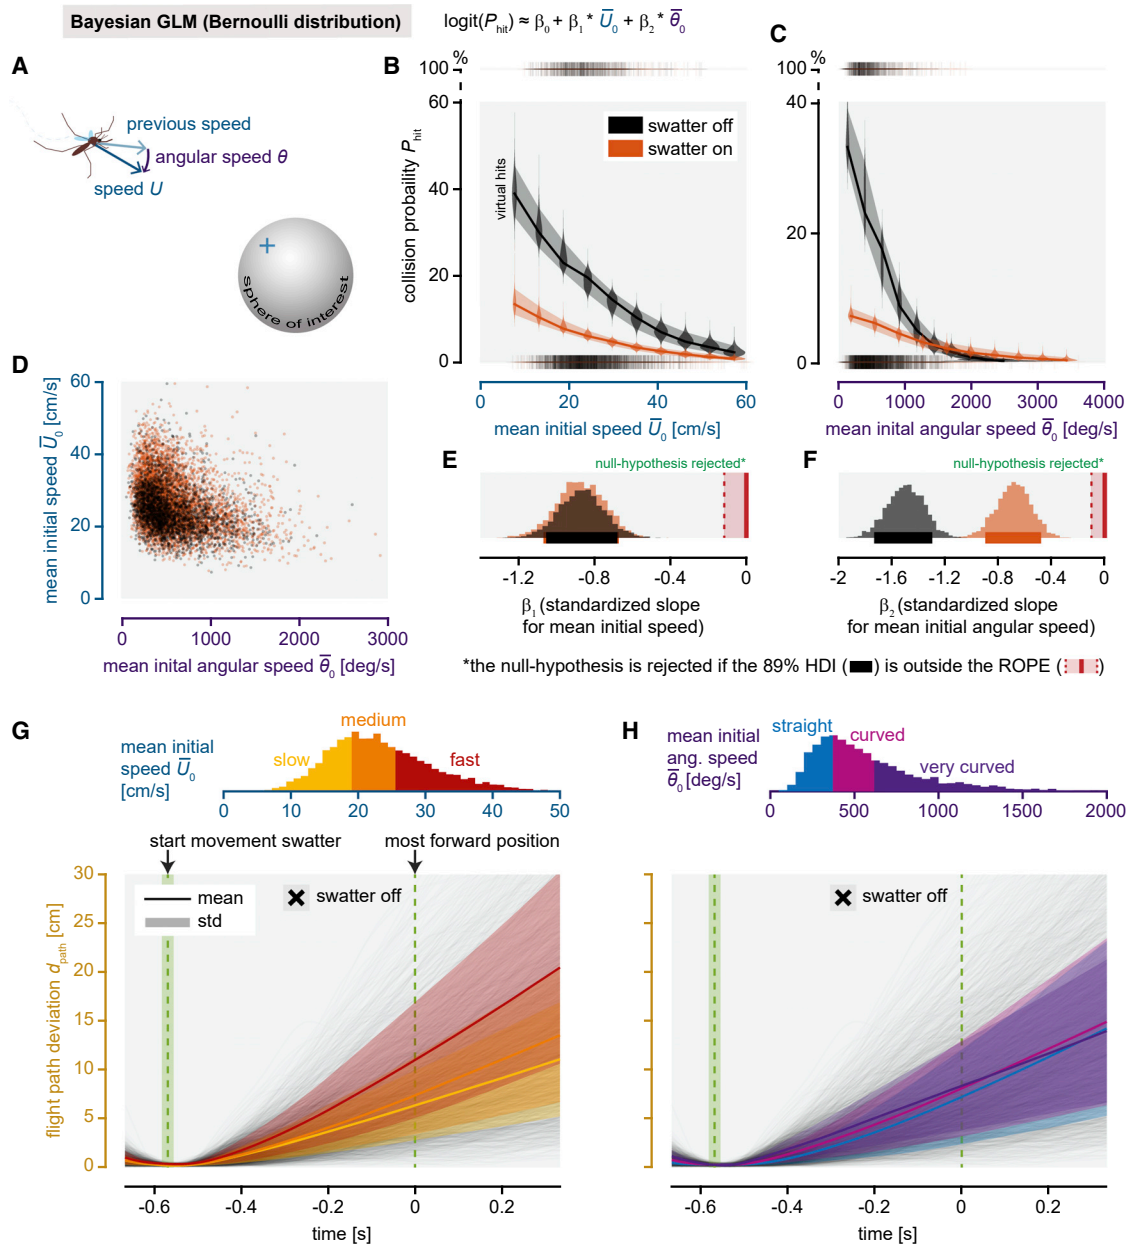 Bayesian GLM (Bernoulli distribution)
logit(P_hit) ≈ β₀ + β₁* U̅₀ + β₂* θ̅₀
A
previous speed
angular speed θ
speed U
sphere of interest
B
%
100
60
40
20
0
collision probaility P_hit
virtual hits
swatter off
swatter on
0 20 40 60
mean initial speed U̅₀ [cm/s]
C
%
100
40
20
0
0 1000 2000 3000 4000
mean inital angular speed θ̅₀ [deg/s]
D
60
40
20
0
mean initial speed U̅₀ [cm/s]
0 1000 2000 3000
mean inital angular speed θ̅₀ [deg/s]
E
null-hypothesis rejected*
-1.2 -0.8 -0.4 0
β₁ (standardized slope
for mean initial speed)
F
null-hypothesis rejected*
-2 -1.6 -1.2 -0.8 -0.4 0
β₂ (standardized slope
for mean initial angular speed)
*the null-hypothesis is rejected if the 89% HDI ( ) is outside the ROPE ( )
G
mean initial
speed U̅₀
[cm/s]
slow
medium
fast
0 10 20 30 40 50
start movement swatter
most forward position
mean
std
swatter off
30
25
20
15
10
5
0
flight path deviation d_path [cm]
-0.6 -0.4 -0.2 0 0.2
time [s]
H
mean initial
ang. speed
θ̅₀ [deg/s]
straight
curved
very curved
0 500 1000 1500 2000
swatter off
-0.6 -0.4 -0.2 0 0.2
time [s]